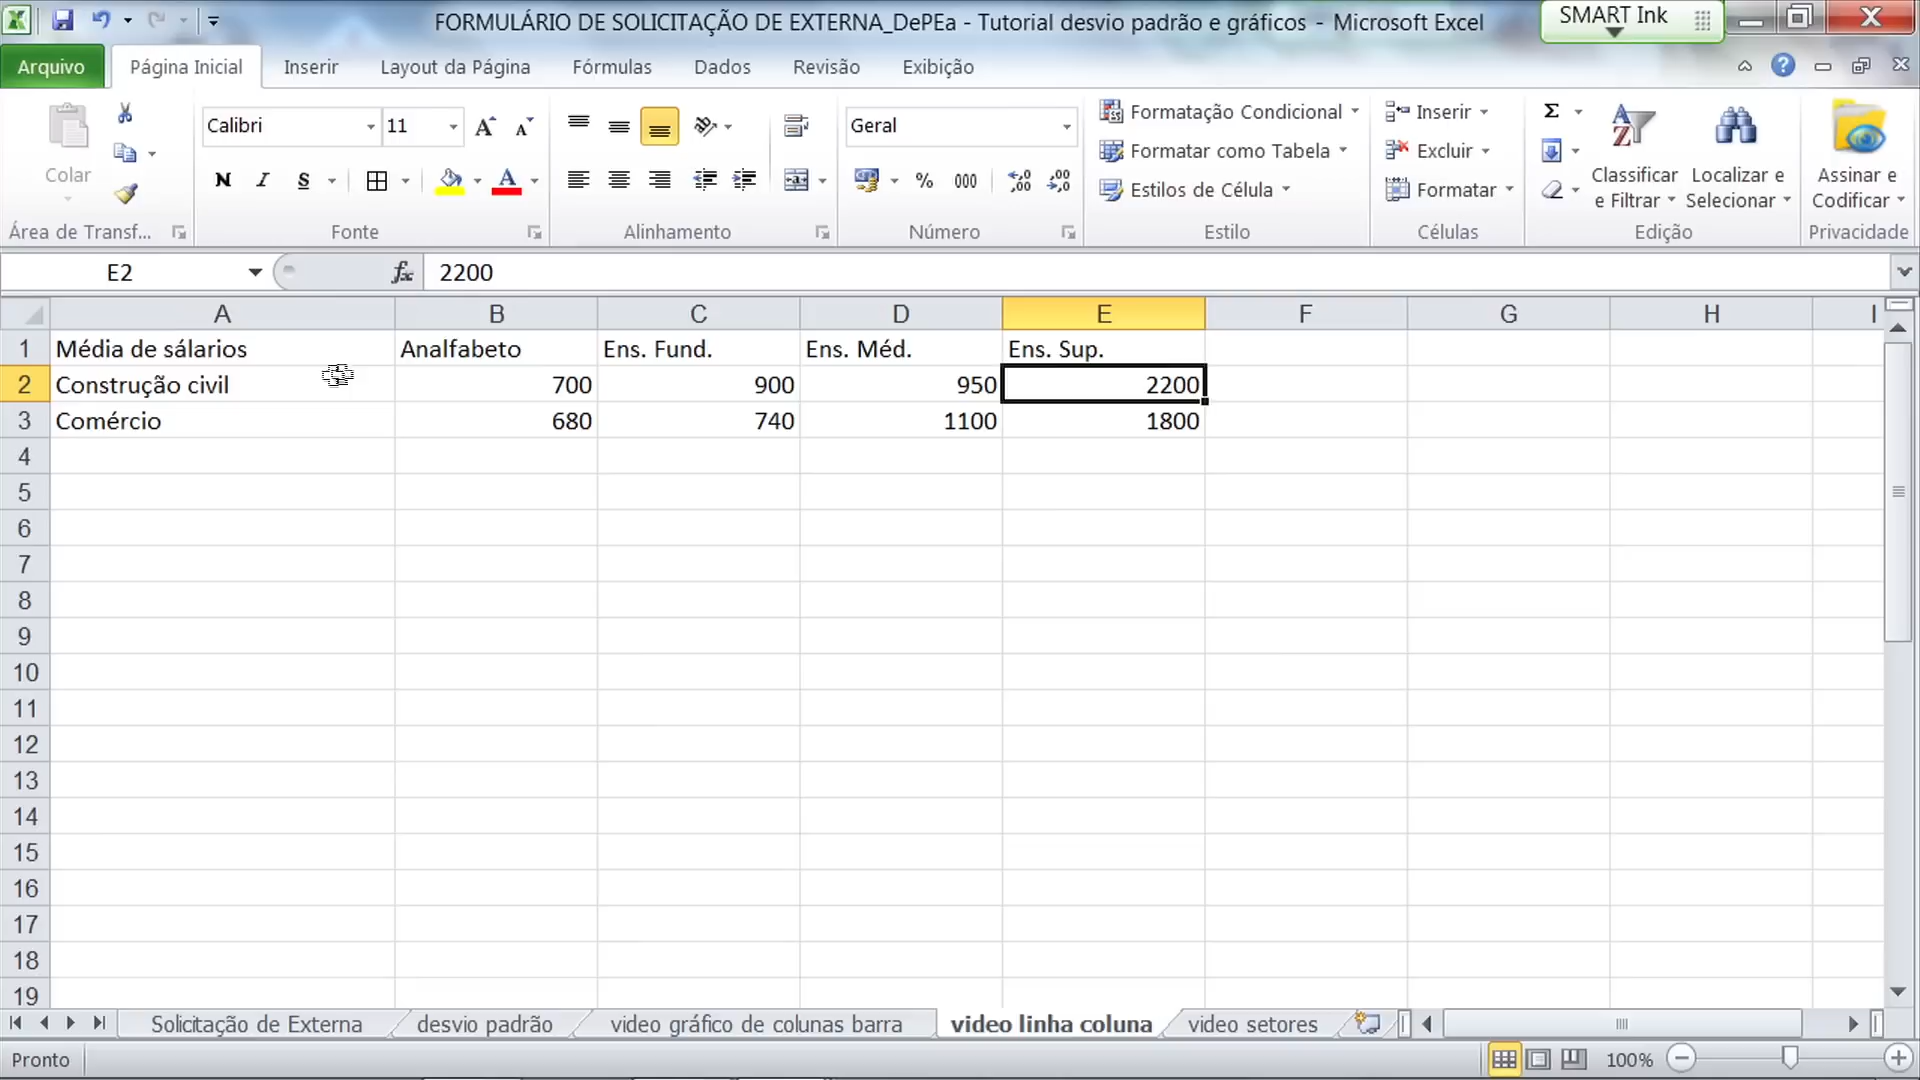 FORMULÁRIO DE SOLICITAÇÃO DE EXTERNA_DePEa - Tutorial desvio padrão e gráficos - Microsoft Excel
SMART Ink
Arquivo Página Inicial Inserir Layout da Página Fórmulas Dados Revisão Exibição
Colar
Área de Transf...
Calibri 11
N I S A
Fonte
Alinhamento
Geral
% 000 ,00 ,00
Número
Formatação Condicional
Formatar como Tabela
Estilos de Célula
Estilo
Inserir
Excluir
Formatar
Células
Σ
Classificar e Filtrar
Localizar e Selecionar
Edição
Assinar e Codificar
Privacidade
E2 fx 2200
A B C D E F G H I
1 Média de sálarios Analfabeto Ens. Fund. Ens. Méd. Ens. Sup.
2 Construção civil 700 900 950 2200
3 Comércio 680 740 1100 1800
4
5
6
7
8
9
10
11
12
13
14
15
16
17
18
19
Solicitação de Externa desvio padrão video gráfico de colunas barra video linha coluna video setores
Pronto 100%